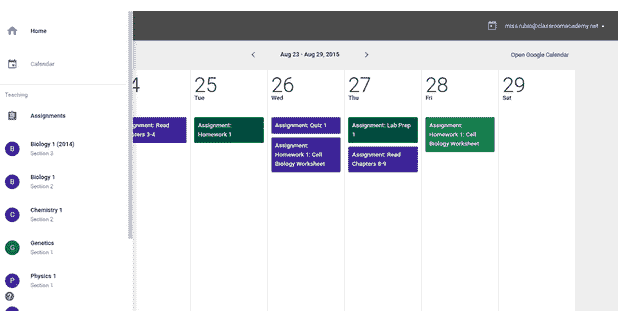 Home
miss.rubio@classroomacademy.net
Calendar
Aug 23 - Aug 29, 2015
Open Google Calendar
Teaching
Assignments
B
Biology 1 (2014)
Section 3
B
Biology 1
Section 2
C
Chemistry 1
Section 2
G
Genetics
Section 1
P
Physics 1
Section 1
4
gnment: Read
pters 3-4
25
Tue
Assignment:
Homework 1
26
Wed
Assignment: Quiz 1
Assignment:
Homework 1: Cell
Biology Worksheet
27
Thu
Assignment: Lab Prep
1
Assignment: Read
Chapters 8-9
28
Fri
Assignment:
Homework 1: Cell
Biology Worksheet
29
Sat